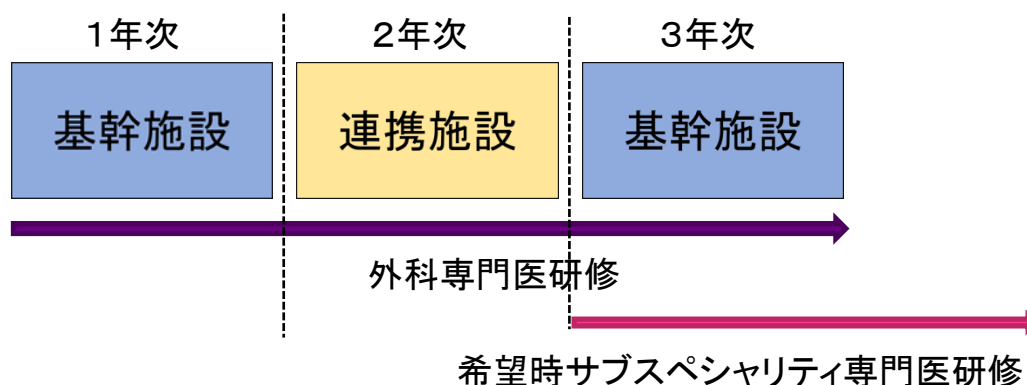 １年次
２年次
３年次
基幹施設
連携施設
基幹施設
外科専門医研修
希望時サブスペシャリティ専門医研修